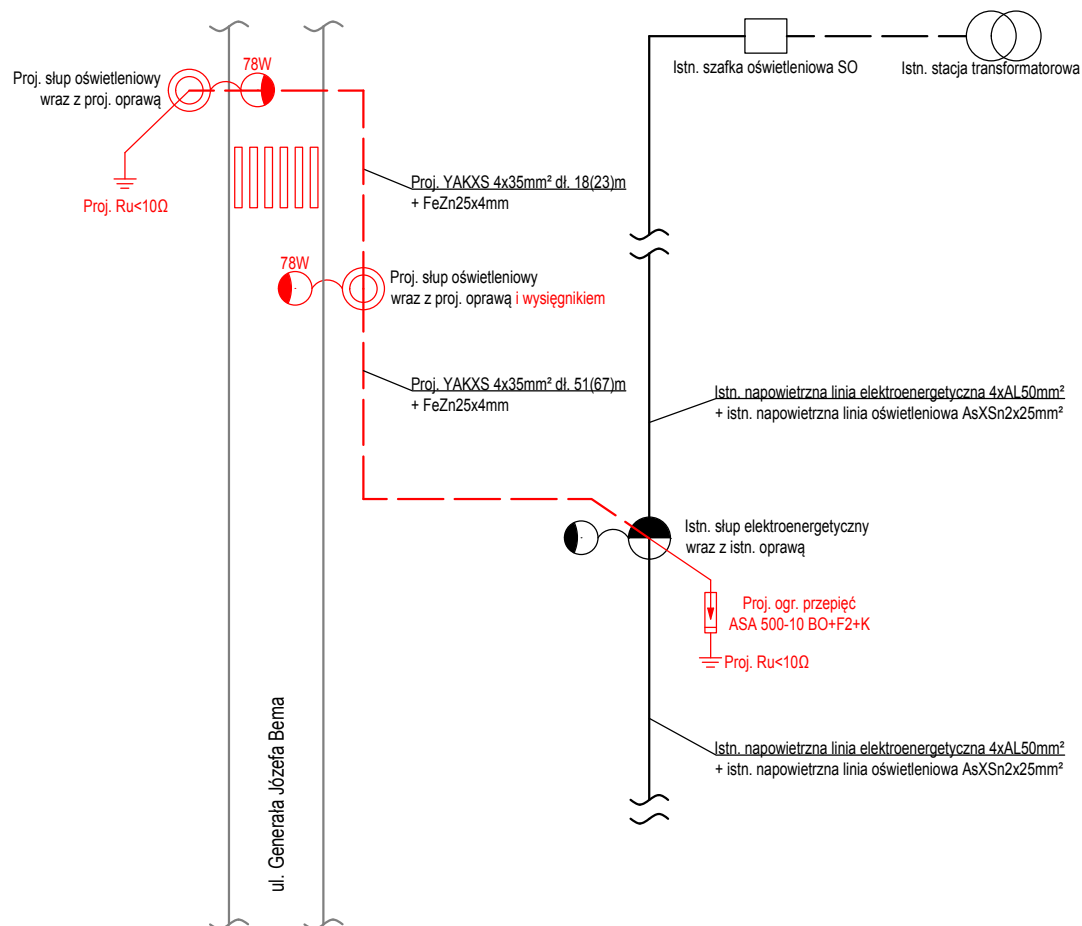 Istn. szafka oświetleniowa SO
Istn. stacja transformatorowa
Proj. słup oświetleniowy
wraz z proj. oprawą
78W
Proj. Ru<10Ω
Proj. YAKXS 4x35mm² dł. 18(23)m
+ FeZn25x4mm
78W
Proj. słup oświetleniowy
wraz z proj. oprawą i wysięgnikiem
Proj. YAKXS 4x35mm² dł. 51(67)m
+ FeZn25x4mm
Istn. napowietrzna linia elektroenergetyczna 4xAL50mm²
+ istn. napowietrzna linia oświetleniowa AsXSn2x25mm²
Istn. słup elektroenergetyczny
wraz z istn. oprawą
Proj. ogr. przepięć
ASA 500-10 BO+F2+K
Proj. Ru<10Ω
ul. Generała Józefa Bema
Istn. napowietrzna linia elektroenergetyczna 4xAL50mm²
+ istn. napowietrzna linia oświetleniowa AsXSn2x25mm²